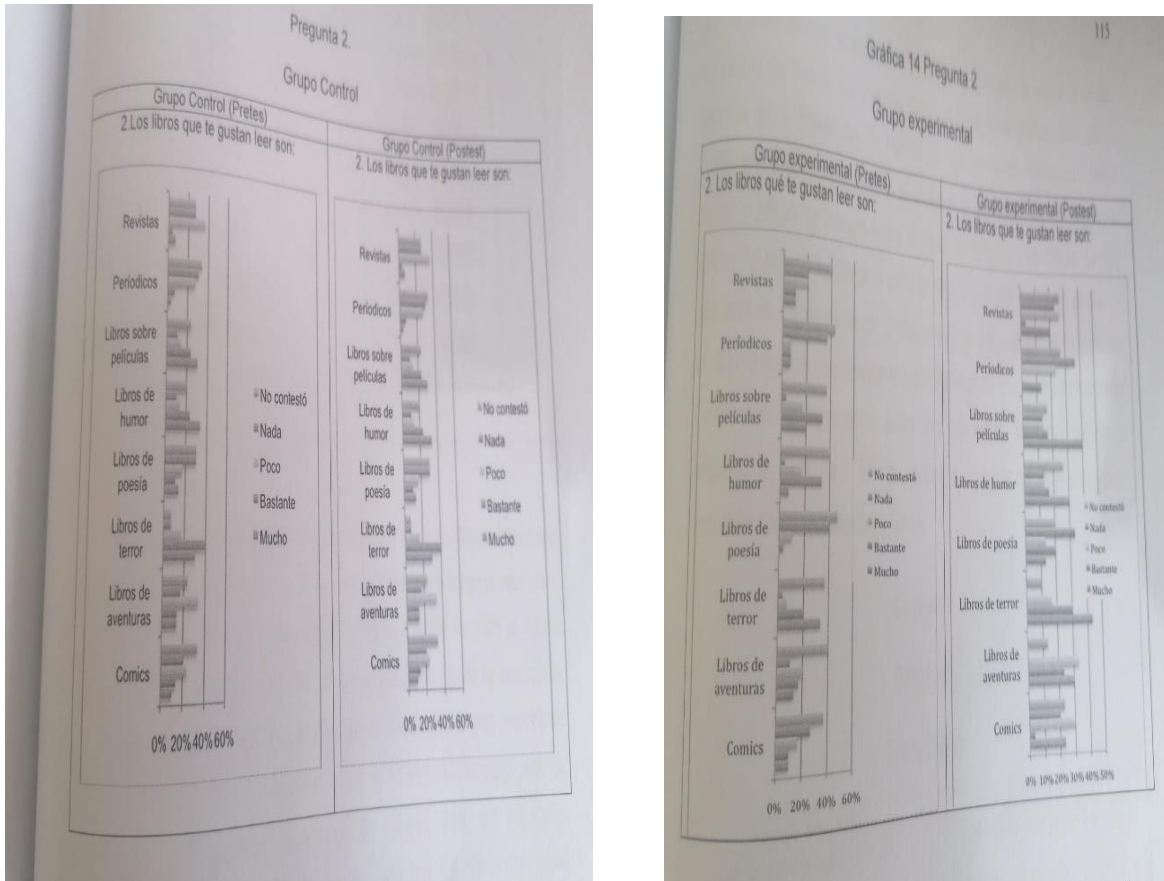 Pregunta 2.
Grupo Control
Grupo Control (Pretes)
2.Los libros que te gustan leer son:
Revistas
Periodicos
Libros sobre
películas
Libros de
humor
Libros de
poesía
Libros de
terror
Libros de
aventuras
Comics
No contestó
Nada
Poco
Bastante
Mucho
0% 20%40%60%
Grupo Control (Postest)
2. Los libros que te gustan leer son:
Revistas
Periodicos
Libros sobre
películas
Libros de
humor
Libros de
poesía
Libros de
terror
Libros de
aventuras
Comics
No contestó
Nada
Poco
Bastante
Mucho
0% 20%40%60%
115
Gráfica 14 Pregunta 2
Grupo experimental
Grupo experimental (Pretes)
2. Los libros qué te gustan leer son:
Revistas
Períodicos
Libros sobre
películas
Libros de
humor
Libros de
poesía
Libros de
terror
Libros de
aventuras
Comics
No contestó
Nada
Poco
Bastante
Mucho
0% 20% 40% 60%
Grupo experimental (Postest)
2. Los libros que te gustan leer son:
Revistas
Periodicos
Libros sobre
películas
Libros de humor
Libros de poesía
Libros de terror
Libros de
aventuras
Comics
No contestó
Nada
Poco
Bastante
Mucho
0% 10%20%30%40%50%